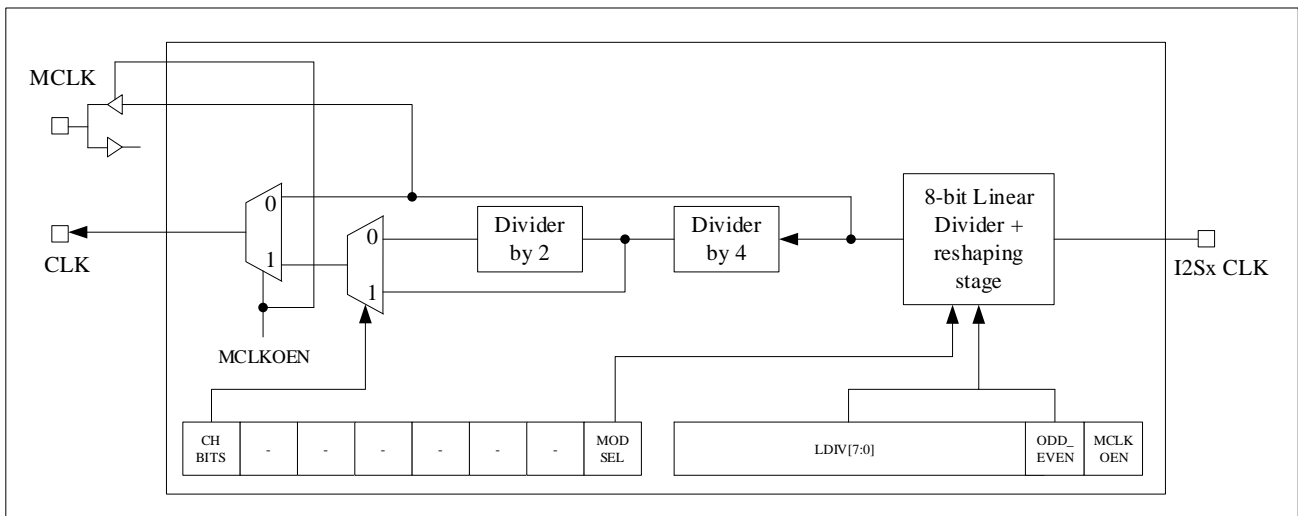 MCLK
0
8-bit Linear
Divider +
reshaping
stage
0
Divider
by 2
Divider
by 4
CLK
1
I2Sx CLK
1
MCLKOEN
CH
BITS
-
-
-
-
-
-
MOD
SEL
LDIV[7:0]
ODD_
EVEN
MCLK
OEN